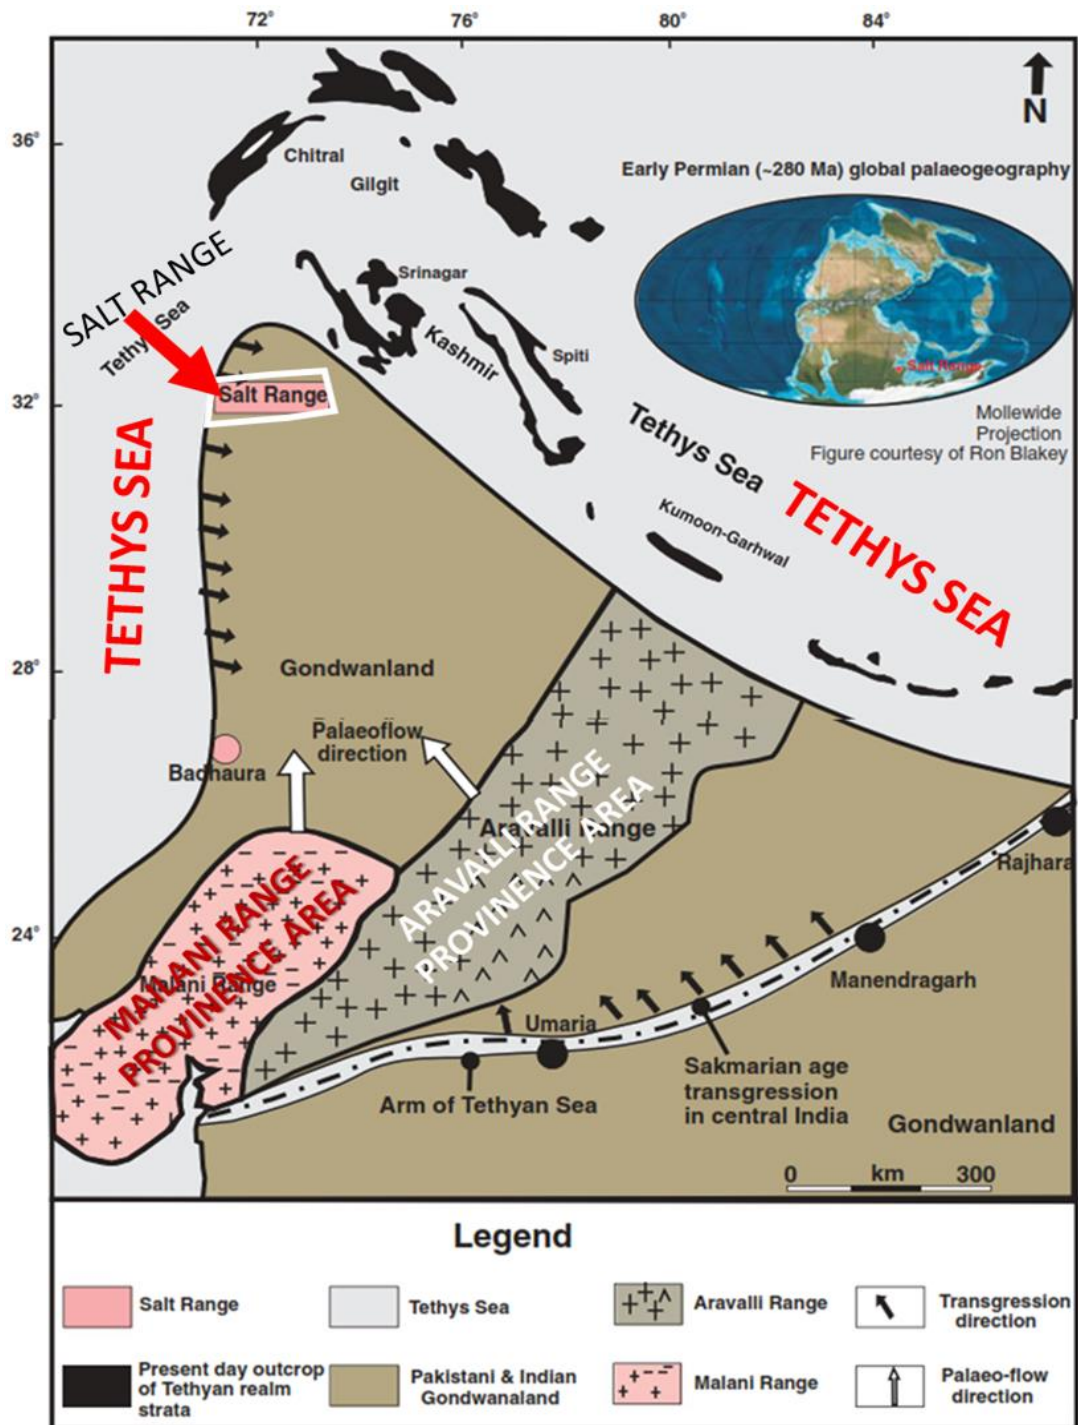 72°
76°
80°
84°
36°
32°
28°
24°
N
Chitral
Gilgit
Early Permian (~280 Ma) global palaeogeography
Salt Range
Mollewide
Projection
Figure courtesy of Ron Blakey
SALT RANGE
Tethys Sea
Srinagar
Kashmir
Spiti
Salt Range
TETHYS SEA
Tethys Sea
TETHYS SEA
Kumoon-Garhwal
Gondwanland
Palaeoflow
direction
Badhaura
Aravalli Range
ARAVALLI RANGE
PROVINENCE AREA
Malani Range
MAILANI RANGE
PROVINENCE AREA
Rajhara
Manendragarh
Umaria
Sakmarian age
transgression
in central India
Arm of Tethyan Sea
Gondwanland
0 km 300
Legend
Salt Range
Tethys Sea
Aravalli Range
Transgression
direction
Present day outcrop
of Tethyan realm
strata
Pakistani & Indian
Gondwanaland
Malani Range
Palaeo-flow
direction